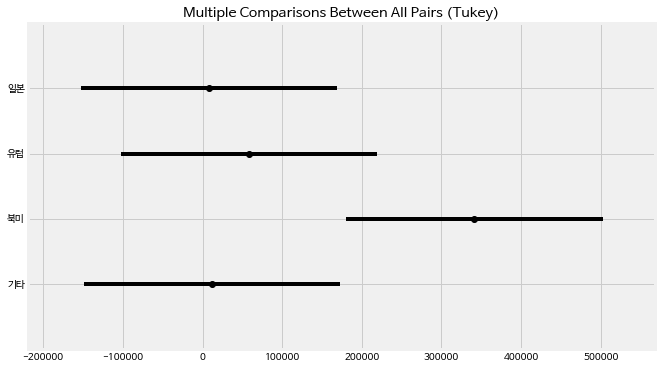 Multiple Comparisons Between All Pairs (Tukey)
일본
유럽
북미
기타
−200000 −100000 0 100000 200000 300000 400000 500000